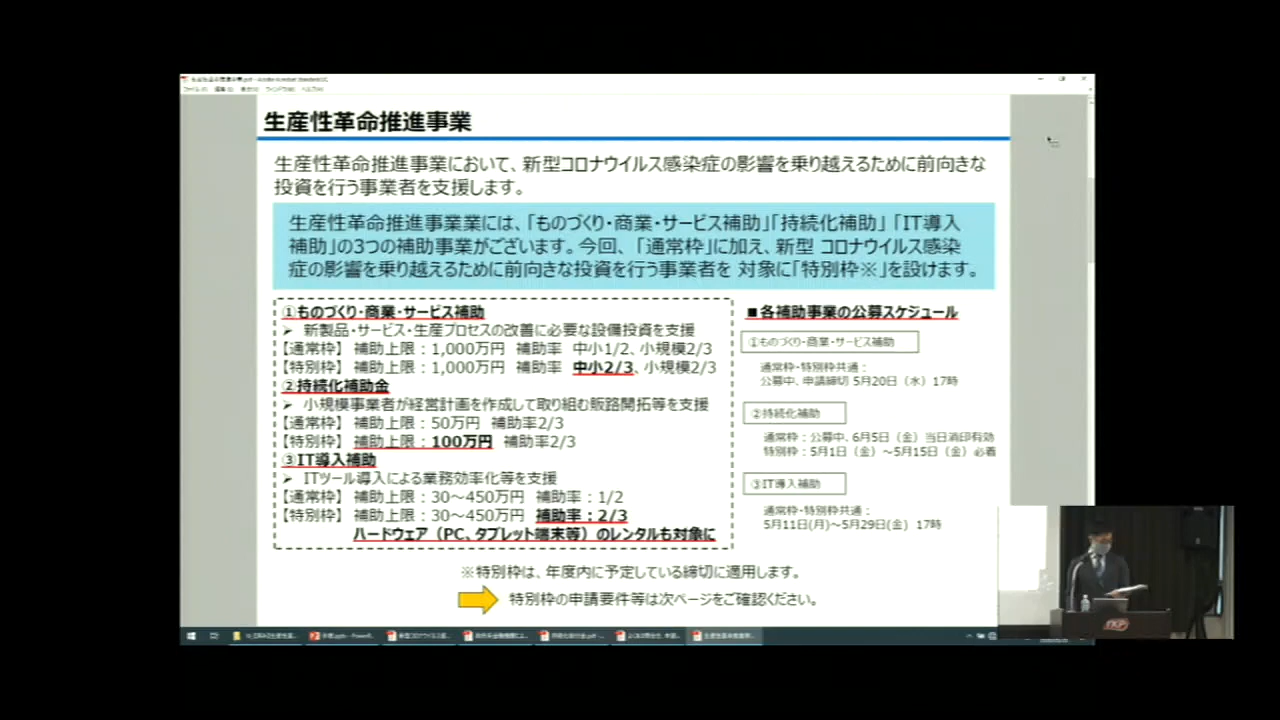 生産性革命推進事業
生産性革命推進事業において、新型コロナウイルス感染症の影響を乗り越えるために前向きな
投資を行う事業者を支援します。
生産性革命推進事業業には、「ものづくり・商業・サービス補助」「持続化補助」 「IT導入
補助」の3つの補助事業がございます。今回、「通常枠」に加え、新型 コロナウイルス感染
症の影響を乗り越えるために前向きな投資を行う事業者を 対象に「特別枠※」を設けます。
①ものづくり・商業・サービス補助
➢ 新製品・サービス・生産プロセスの改善に必要な設備投資を支援
【通常枠】 補助上限：1,000万円 補助率 中小1/2、小規模2/3
【特別枠】 補助上限：1,000万円 補助率 中小2/3、小規模2/3
②持続化補助金
➢ 小規模事業者が経営計画を作成して取り組む販路開拓等を支援
【通常枠】 補助上限：50万円 補助率2/3
【特別枠】 補助上限：100万円 補助率2/3
③IT導入補助
➢ ITツール導入による業務効率化等を支援
【通常枠】 補助上限：30～450万円 補助率：1/2
【特別枠】 補助上限：30～450万円 補助率：2/3
ハードウェア（PC、タブレット端末等）のレンタルも対象に
■各補助事業の公募スケジュール
①ものづくり・商業・サービス補助
通常枠・特別枠共通：
公募中、申請締切 5月20日（水）17時
②持続化補助
通常枠：公募中、6月5日（金）当日消印有効
特別枠：5月1日（金）～5月15日（金）必着
③IT導入補助
通常枠・特別枠共通：
5月11日(月)～5月29日(金) 17時
※特別枠は、年度内に予定している締切に適用します。
特別枠の申請要件等は次ページをご確認ください。
TKP